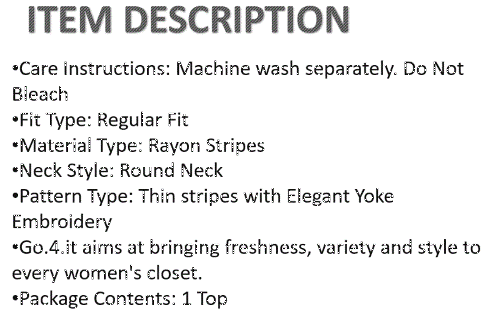 ITEM DESCRIPTION
•Care Instructions: Machine wash separately. Do Not
Bleach
•Fit Type: Regular Fit
•Material Type: Rayon Stripes
•Neck Style: Round Neck
•Pattern Type: Thin stripes with Elegant Yoke
Embroidery
•Go.4.it aims at bringing freshness, variety and style to
every women's closet.
•Package Contents: 1 Top